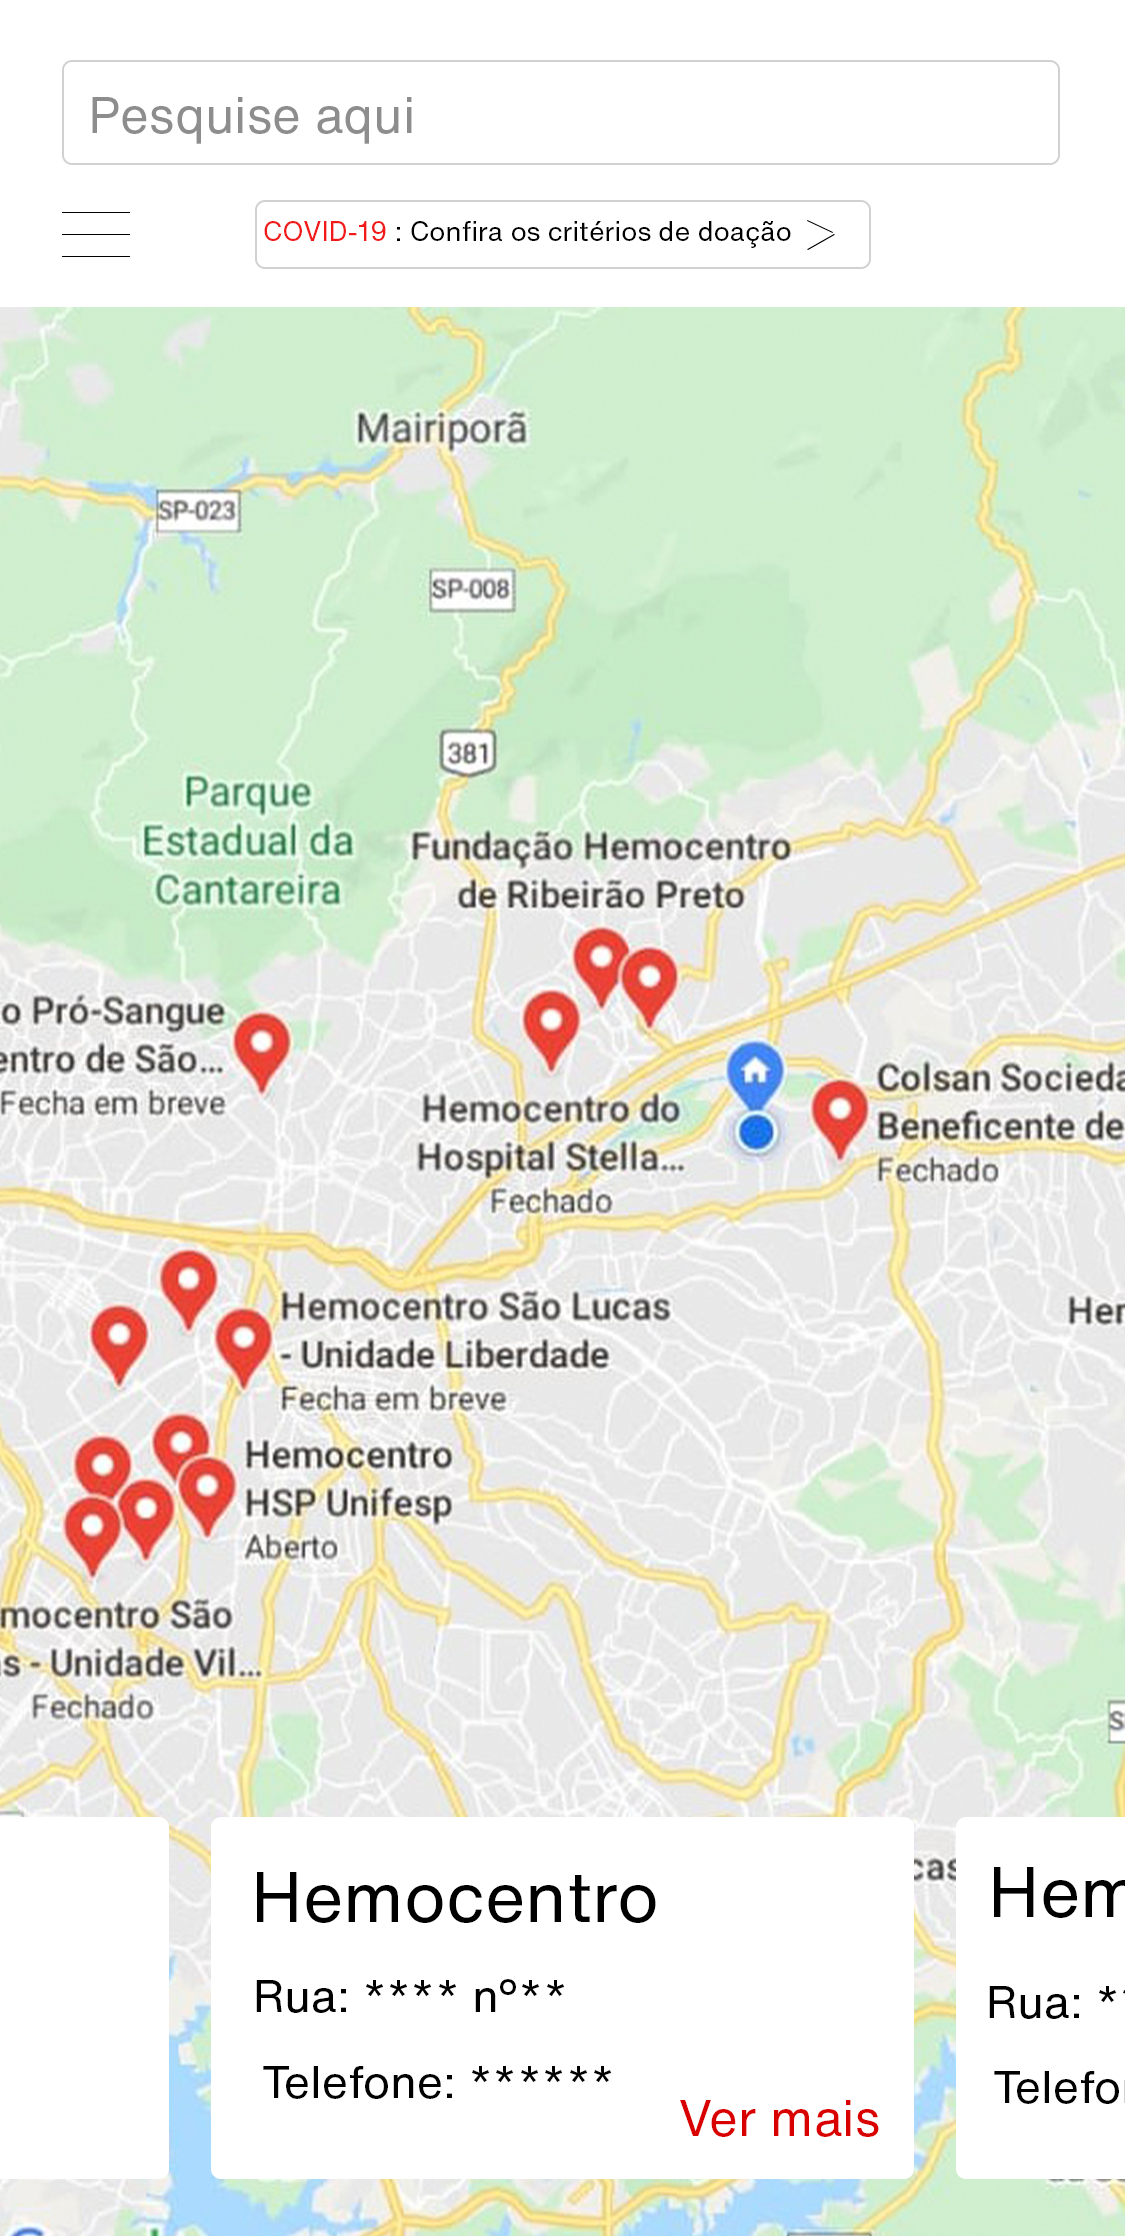 Pesquise aqui
COVID-19 : Confira os critérios de doação
Mairiporã
SP-023
SP-008
381
Parque
Estadual da
Cantareira
Fundação Hemocentro
de Ribeirão Preto
o Pró-Sangue
entro de São...
Fecha em breve
Hemocentro do
Hospital Stella...
Fechado
Colsan Socieda
Beneficente de
Fechado
Her
Hemocentro São Lucas
- Unidade Liberdade
Fecha em breve
Hemocentro
HSP Unifesp
Aberto
mocentro São
s - Unidade Vil...
Fechado
S
cas
Hemocentro
Rua: **** nº**
Telefone: ******
Ver mais
Hem
Rua: *
Telefo